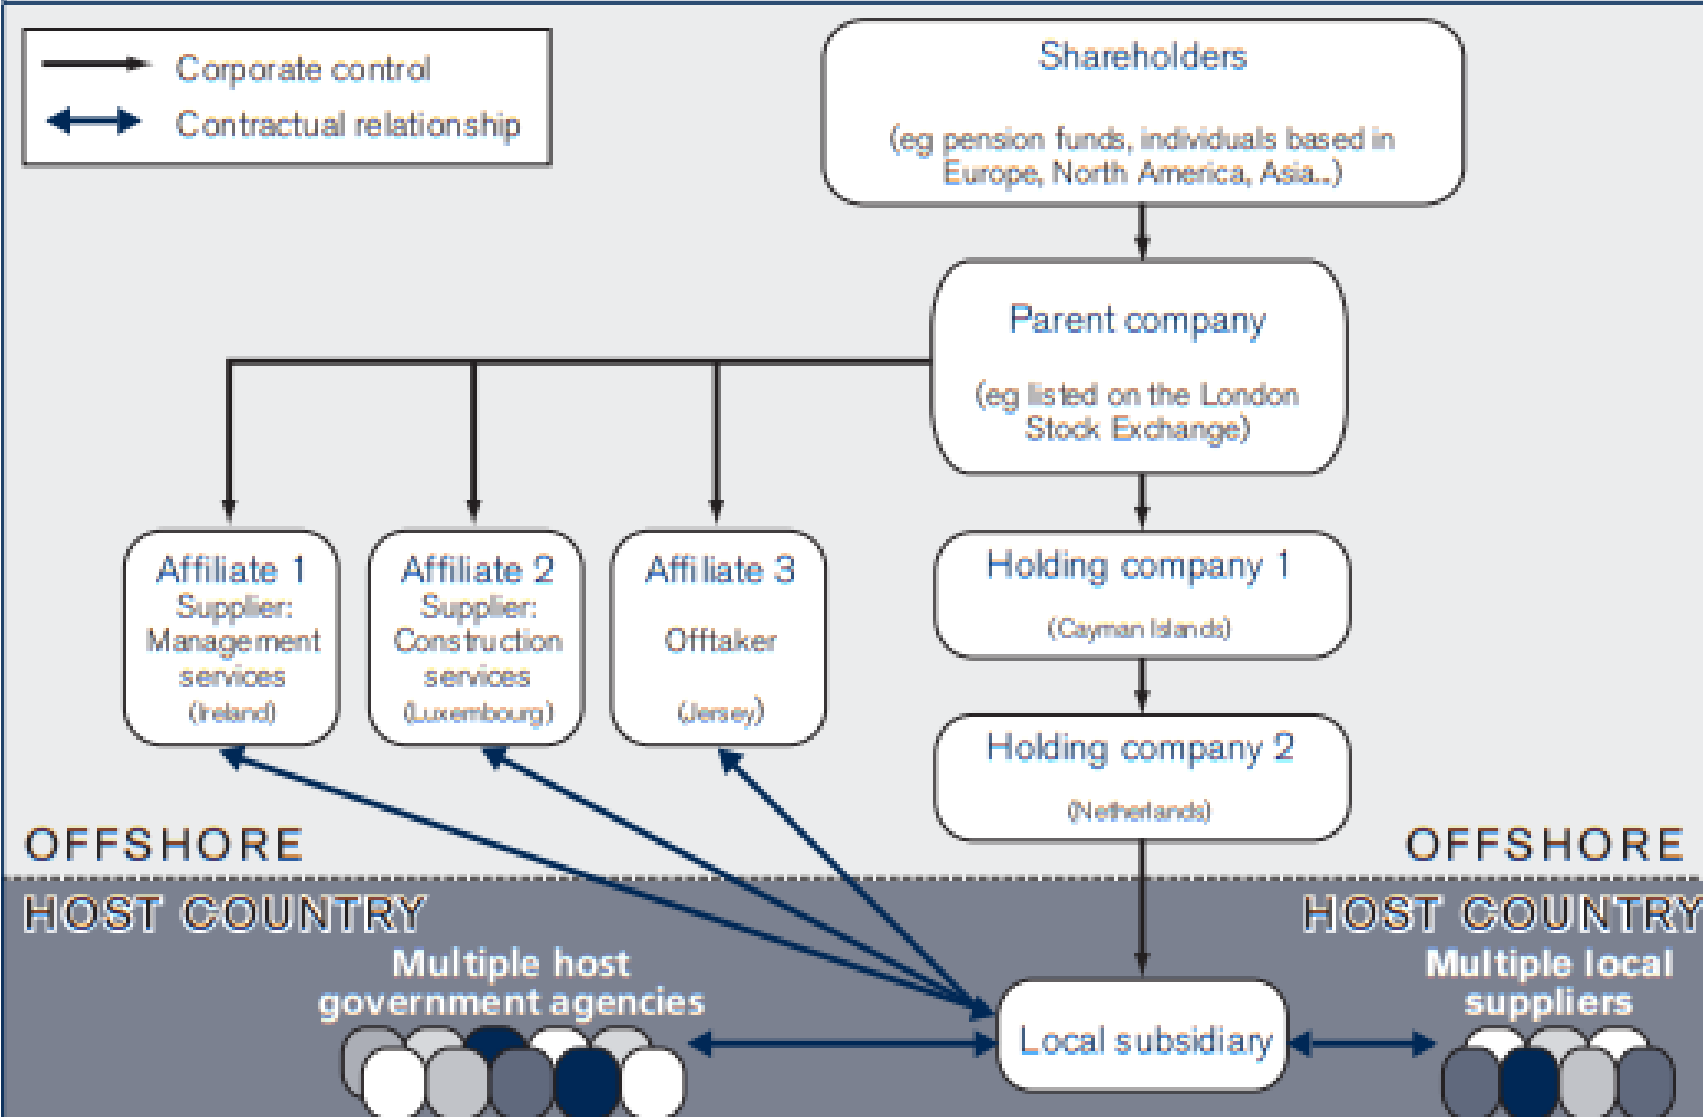 Corporate control
Contractual relationship
Shareholders
(eg pension funds, individuals based in
Europe, North America, Asia...)
Parent company
(eg listed on the London
Stock Exchange)
Affiliate 1
Supplier:
Management
services
(Ireland)
Affiliate 2
Supplier:
Construction
services
(Luxembourg)
Affiliate 3
Offtaker
(Jersey)
Holding company 1
(Cayman Islands)
Holding company 2
(Netherlands)
OFFSHORE
OFFSHORE
HOST COUNTRY
HOST COUNTRY
Multiple host
government agencies
Local subsidiary
Multiple local
suppliers